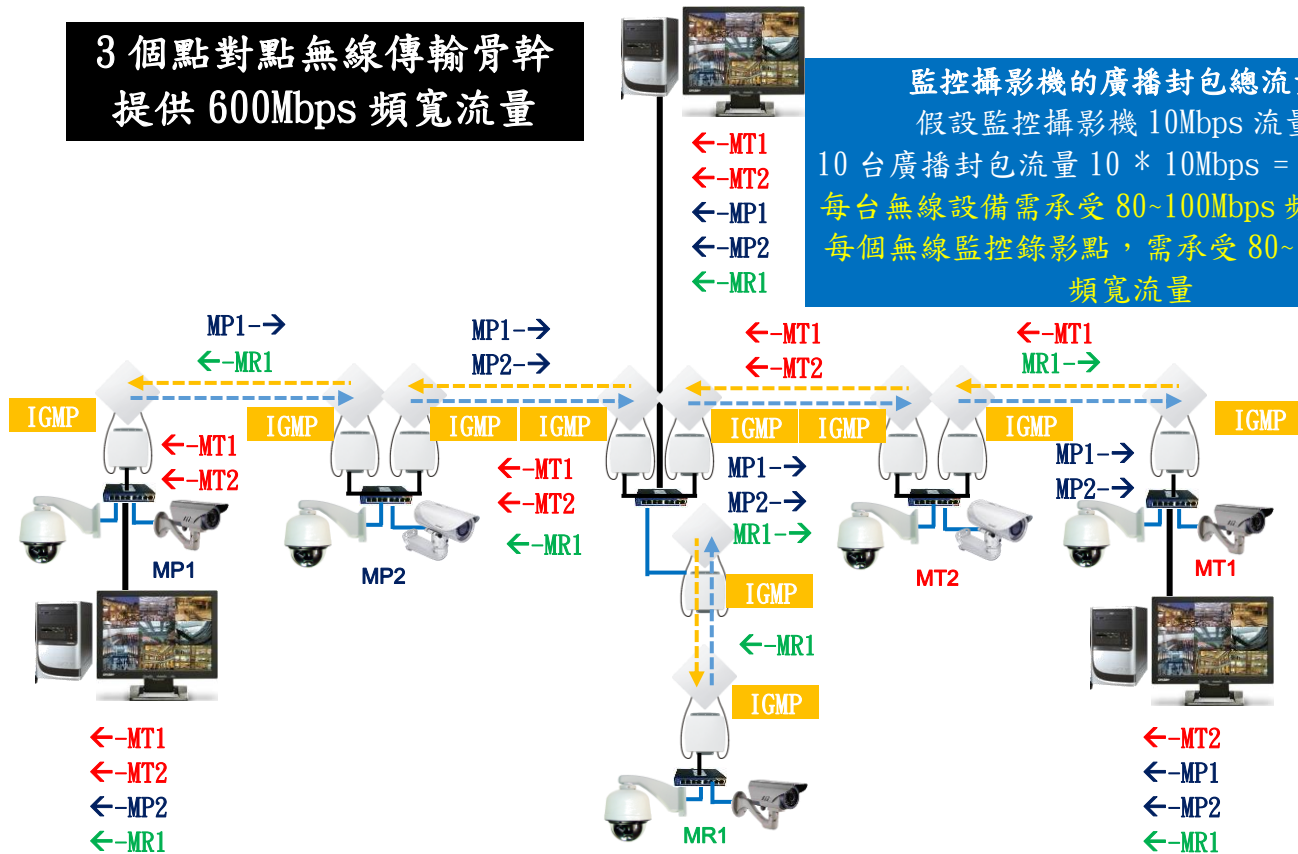 3 個點對點無線傳輸骨幹
提供 600Mbps 頻寬流量
監控攝影機的廣播封包總流
假設監控攝影機 10Mbps 流
10 台廣播封包流量 10 * 10Mbps =
每台無線設備需承受 80~100Mbps
每個無線監控錄影點，需承受 80~
頻寬流量
←-MT1
←-MT2
←-MP1
←-MP2
←-MR1
MP1-→
←-MR1
MP1-→
MP2-→
←-MT1
←-MT2
←-MT1
MR1-→
IGMP
IGMP
IGMP
IGMP
IGMP
IGMP
IGMP
IGMP
←-MT1
←-MT2
←-MT1
←-MT2
←-MR1
MP1-→
MP2-→
MR1-→
MP1-→
MP2-→
MP1
MP2
MT2
MT1
IGMP
←-MR1
IGMP
MR1
←-MT1
←-MT2
←-MP2
←-MR1
←-MT2
←-MP1
←-MP2
←-MR1